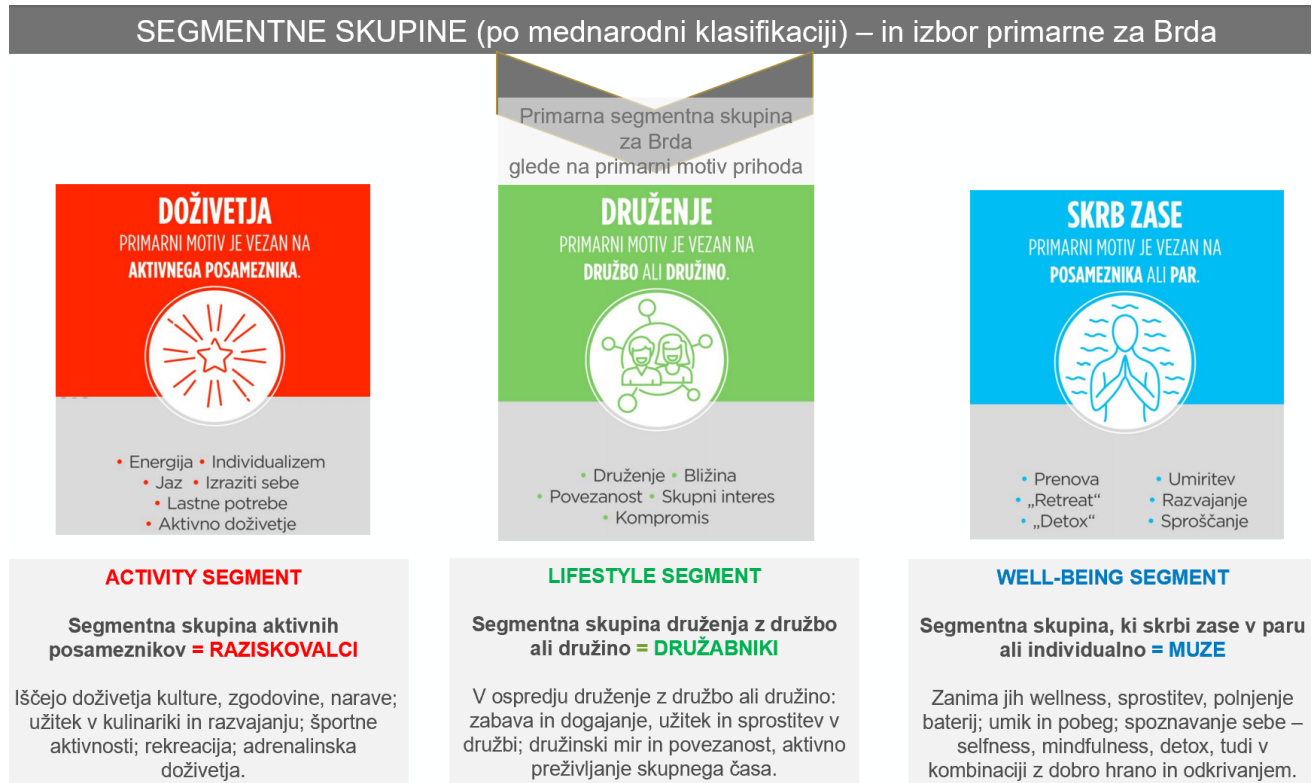 SEGMENTNE SKUPINE (po mednarodni klasifikaciji) – in izbor primarne za Brda
Primarna segmentna skupina
za Brda
glede na primarni motiv prihoda
DOŽIVETJA
PRIMARNI MOTIV JE VEZAN NA
AKTIVNEGA POSAMEZNIKA.
• Energija • Individualizem
• Jaz • Izraziti sebe
• Lastne potrebe
• Aktivno doživetje
DRUŽENJE
PRIMARNI MOTIV JE VEZAN NA
DRUŽBO ALI DRUŽINO.
• Druženje • Bližina
• Povezanost • Skupni interes
• Kompromis
SKRB ZASE
PRIMARNI MOTIV JE VEZAN NA
POSAMEZNIKA ALI PAR.
• Prenova • Umiritev
• „Retreat“ • Razvajanje
• „Detox“ • Sproščanje
ACTIVITY SEGMENT
Segmentna skupina aktivnih
posameznikov = RAZISKOVALCI
Iščejo doživetja kulture, zgodovine, narave;
užitek v kulinariki in razvajanju; športne
aktivnosti; rekreacija; adrenalinska
doživetja.
LIFESTYLE SEGMENT
Segmentna skupina druženja z družbo
ali družino = DRUŽABNIKI
V ospredju druženje z družbo ali družino:
zabava in dogajanje, užitek in sprostitev v
družbi; družinski mir in povezanost, aktivno
preživljanje skupnega časa.
WELL-BEING SEGMENT
Segmentna skupina, ki skrbi zase v paru
ali individualno = MUZE
Zanima jih wellness, sprostitev, polnjenje
baterij; umik in pobeg; spoznavanje sebe –
selfness, mindfulness, detox, tudi v
kombinaciji z dobro hrano in odkrivanjem.